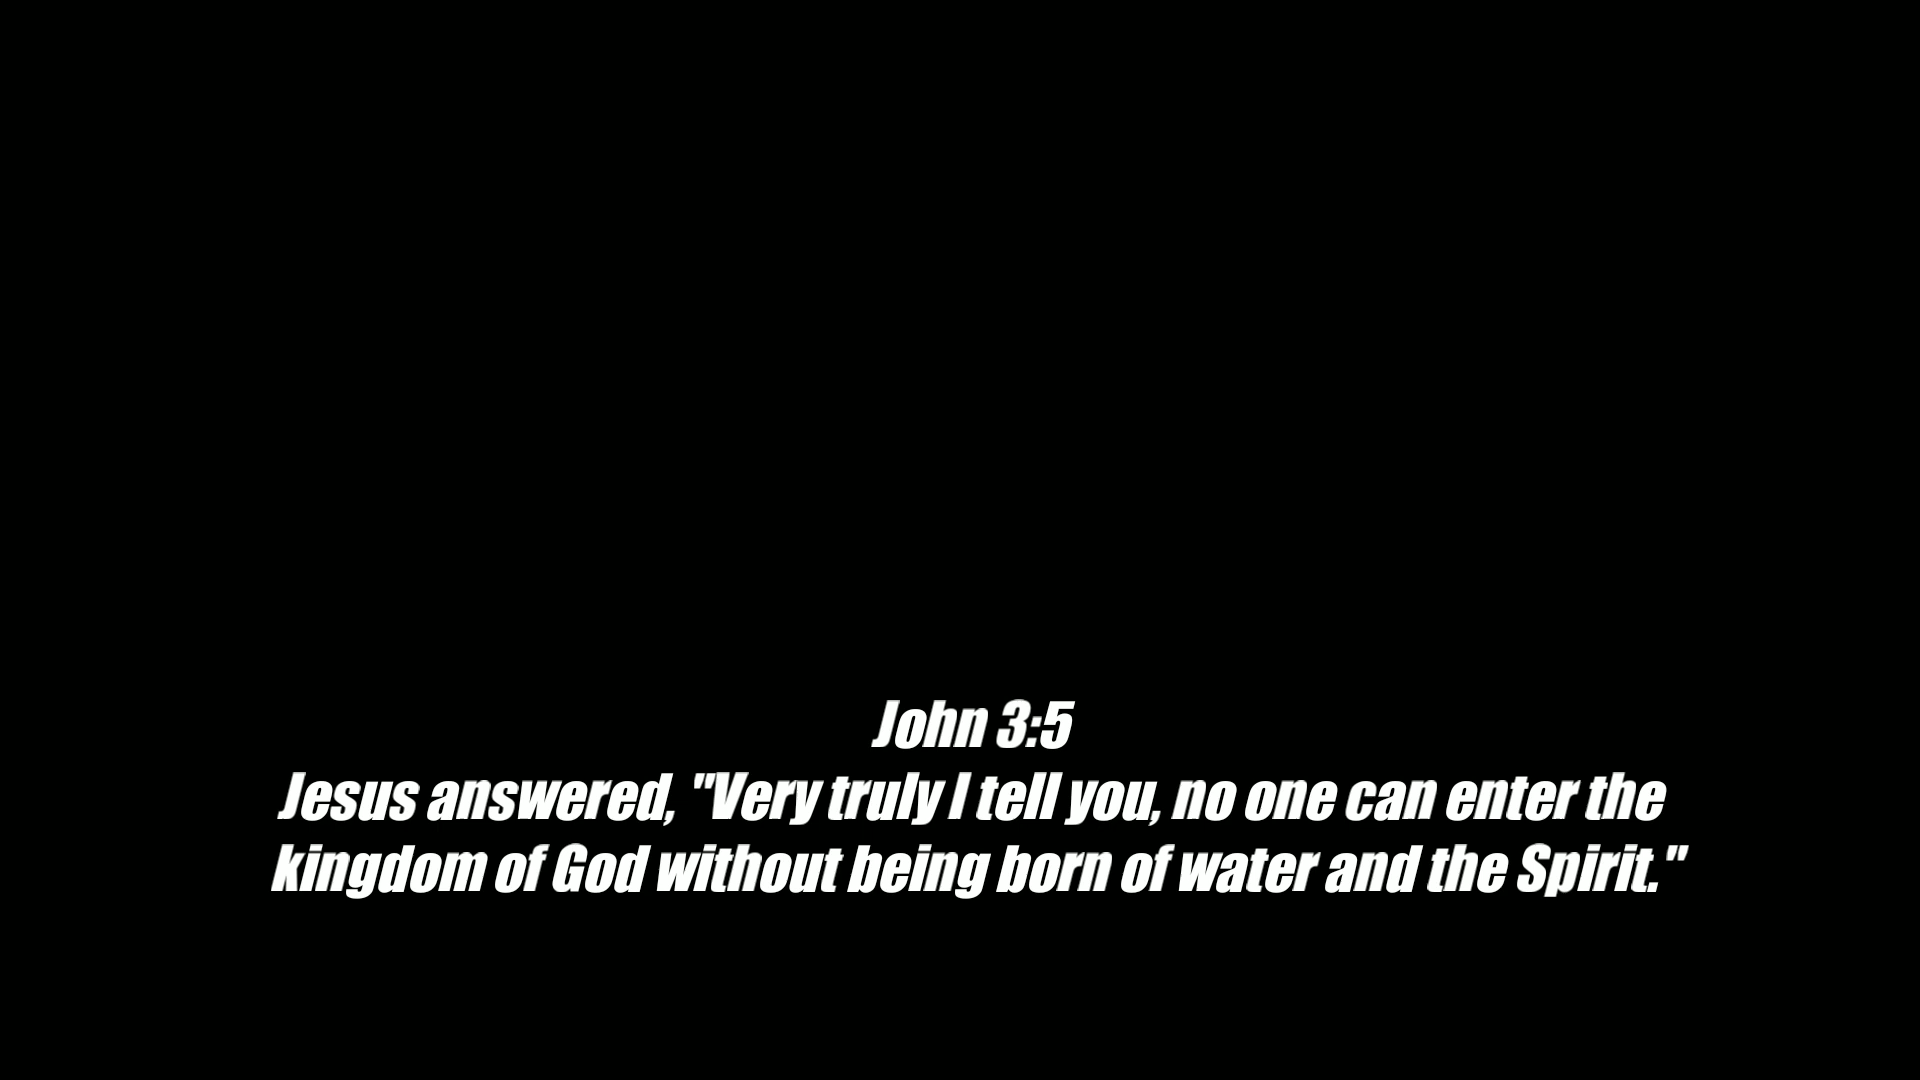 John 3:5
Jesus answered, "Very truly I tell you, no one can enter the
kingdom of God without being born of water and the Spirit."